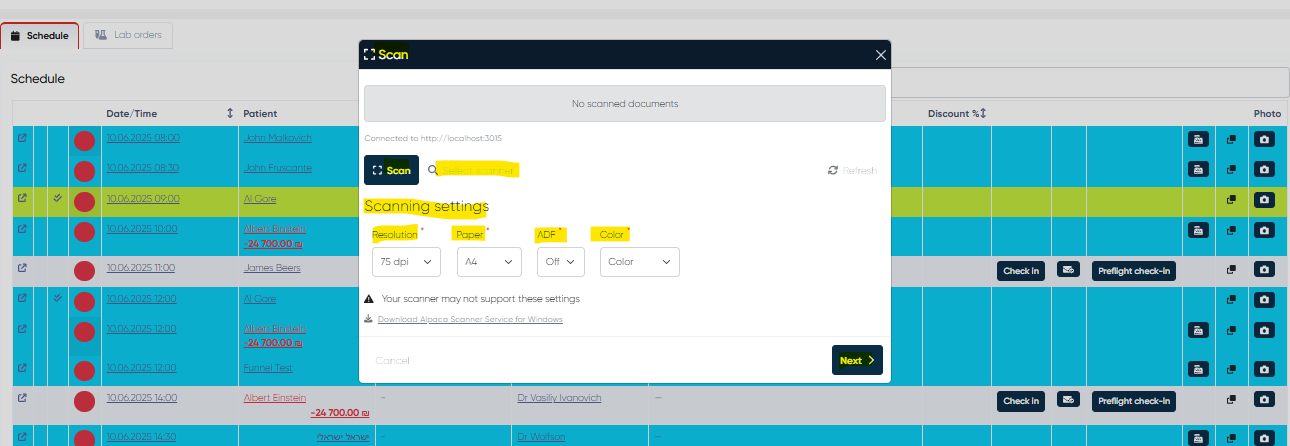 Schedule
Lab orders
Schedule
Date/Time Patient Discount % Photo
10.06.2025 08:00 John Malkovich
10.06.2025 08:30 John Fruscante
10.06.2025 09:00 Al Gore
10.06.2025 10:00 Albert Einstein
-24 700.00 ₪
10.06.2025 11:00 James Beers Check in Preflight check-in
10.06.2025 12:00 Al Gore
10.06.2025 12:00 Albert Einstein
-24 700.00 ₪
10.06.2025 12:00 Funnel Test
10.06.2025 14:00 Albert Einstein – Dr Vasiliy Ivanovich — Check in Preflight check-in
-24 700.00 ₪
10.06.2025 14:30 ישראל ישראלי – Dr Wolfson —
Scan
No scanned documents
Connected to http://localhost:3015
Scan Select scanner Refresh
Scanning settings
Resolution * Paper * ADF * Color *
75 dpi A4 Off Color
Your scanner may not support these settings
Download Alpaca Scanner Service for Windows
Cancel Next